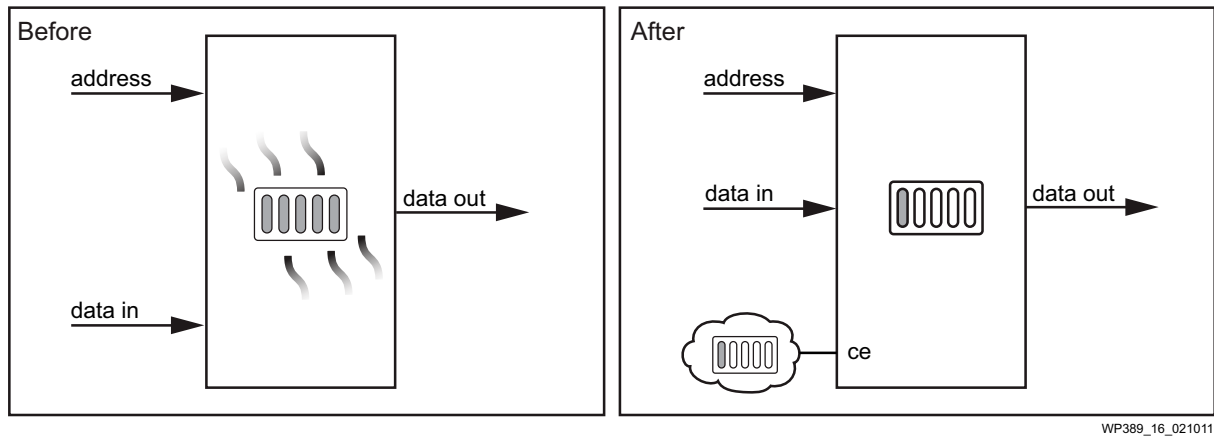 Before
address
data out
data in
After
address
data in
data out
ce
WP389_16_021011